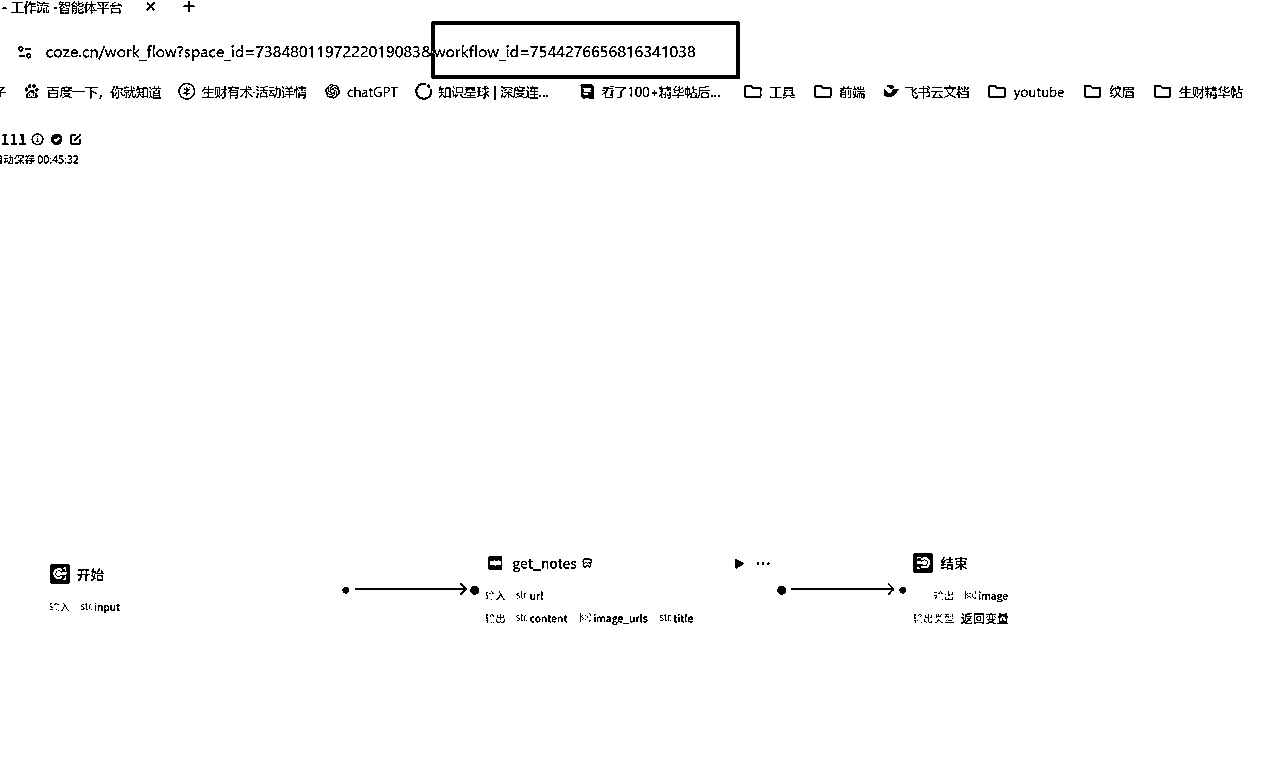 - 工作流 -智能体平台
coze.cn/work_flow?space_id=7384801197222019083&workflow_id=7544276656816341038
百度一下，你就知道 生财有术·活动详情 chatGPT 知识星球 | 深度连... 看了100+精华帖后... 工具 前端 飞书云文档 youtube 纹眉 生财精华帖
111
自动保存 00:45:32
开始
输入 str input
get_notes
输入 str url
输出 str content image_urls str title
结束
输出 image
输出类型 返回变量